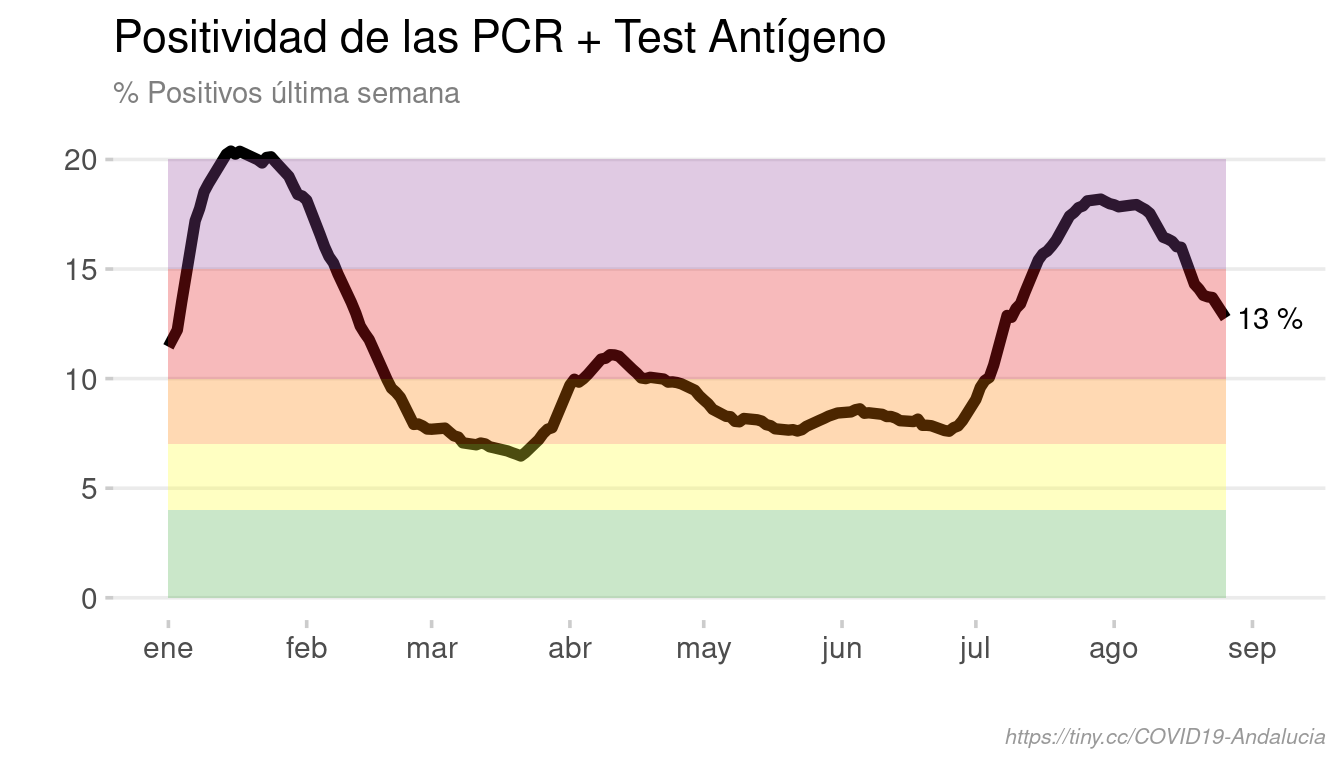 Positividad de las PCR + Test Antígeno
% Positivos última semana
20
15
10
5
0
13 %
ene feb mar abr may jun jul ago sep
https://tiny.cc/COVID19-Andalucia